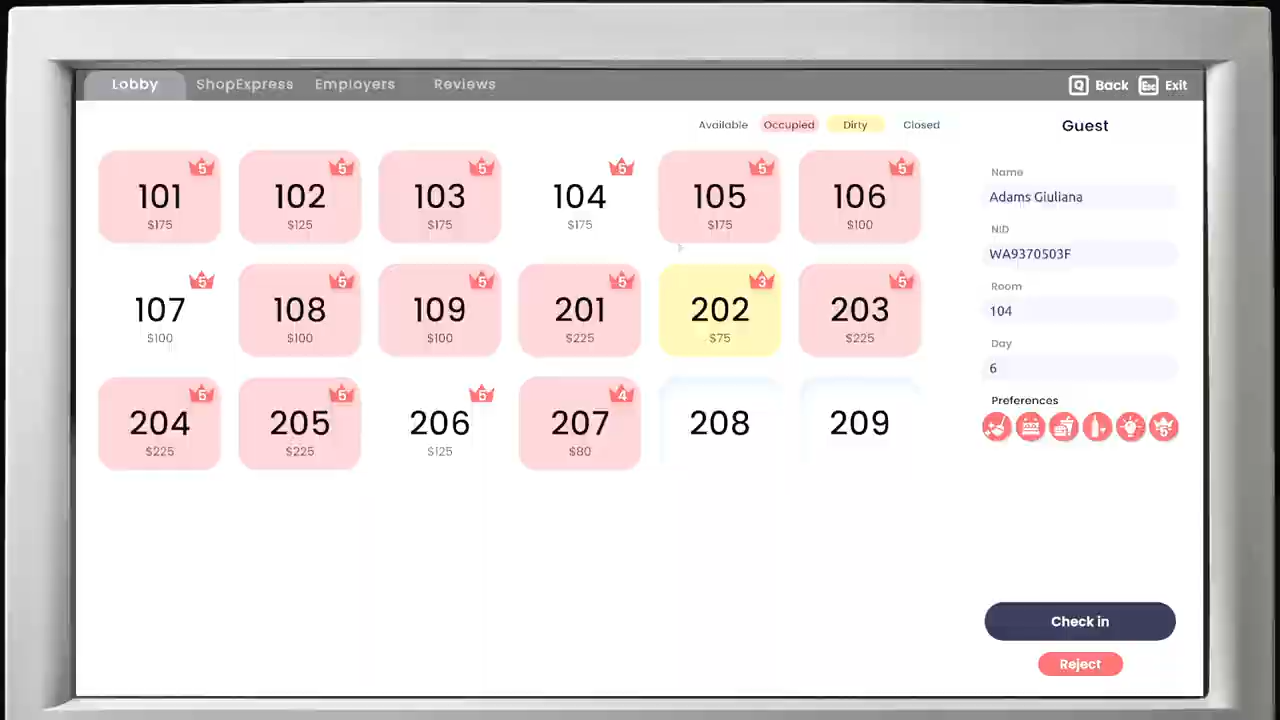 Lobby ShopExpress Employers Reviews Q Back Esc Exit
Available Occupied Dirty Closed
Guest
5 5 5 5 5 5
101 102 103 104 105 106
$175 $125 $175 $175 $175 $100
5 5 5 5 3 5
107 108 109 201 202 203
$100 $100 $100 $225 $75 $225
5 5 5 4
204 205 206 207 208 209
$225 $225 $125 $80
Name
Adams Giuliana
NID
WA9370503F
Room
104
Day
6
Preferences
5
Check in
Reject